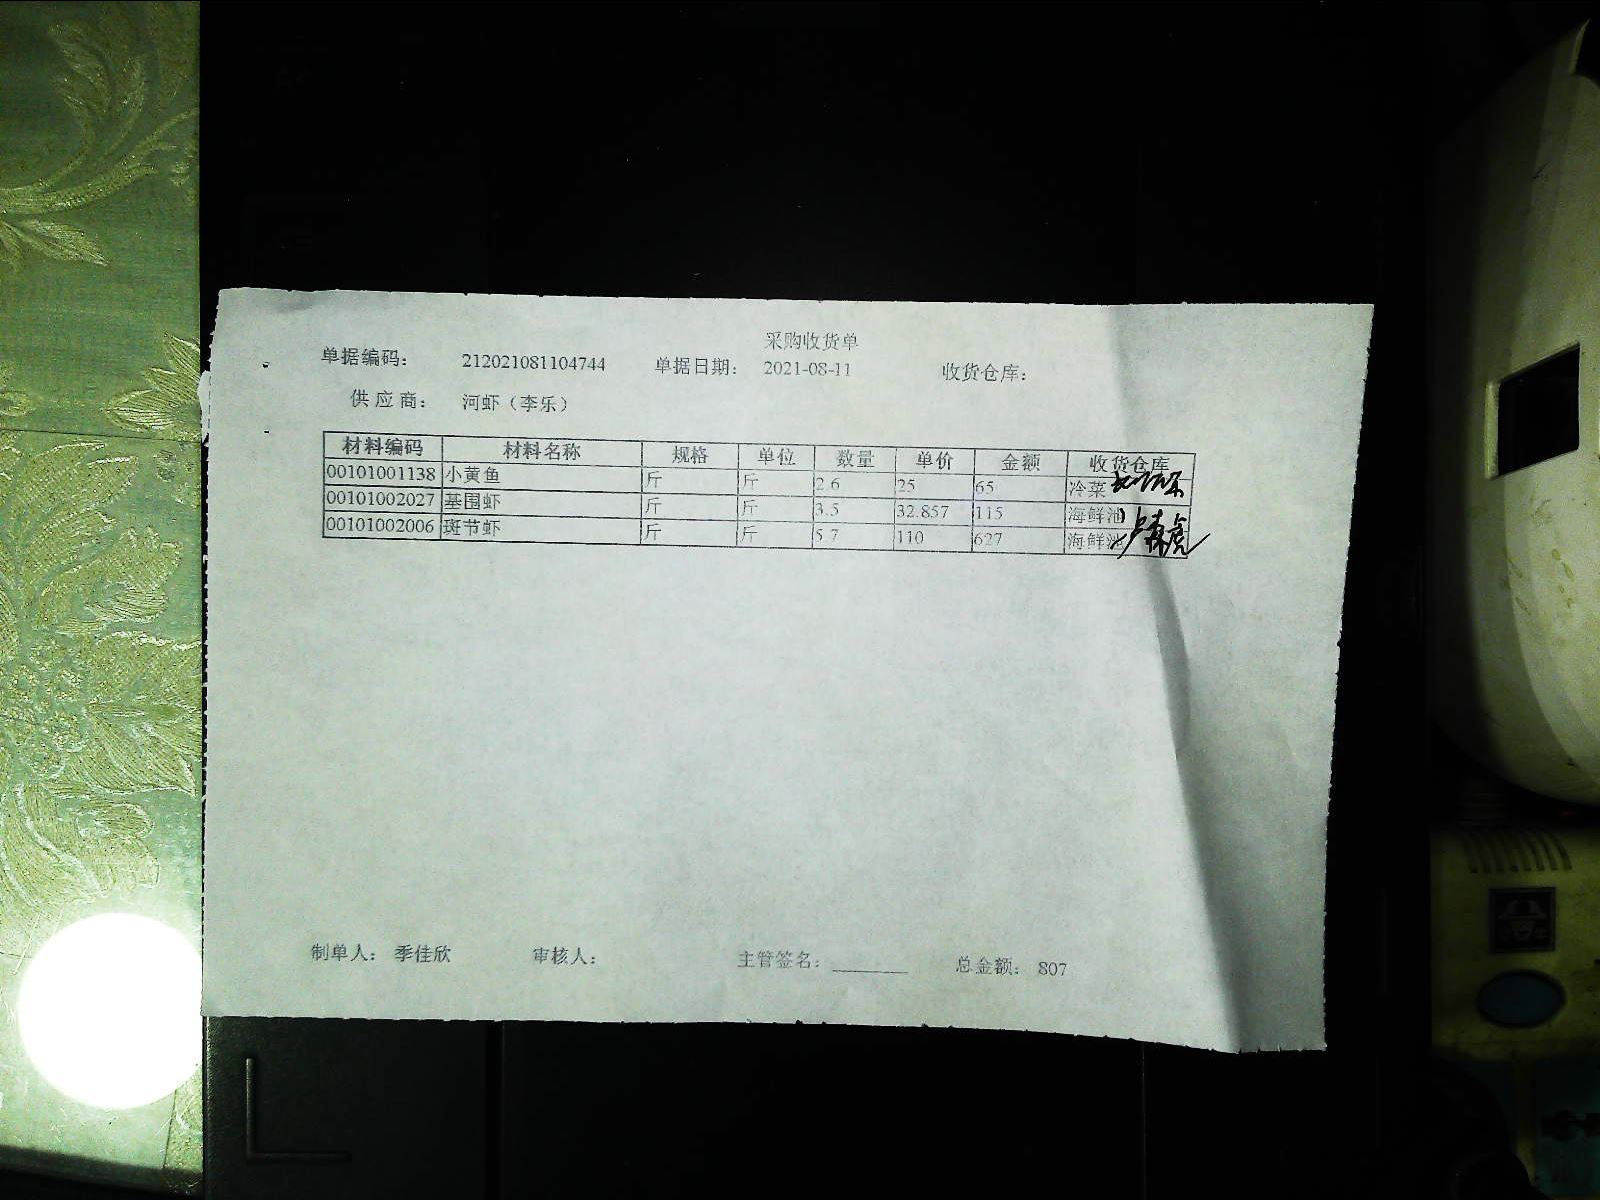 采购收货单
单据编码： 212021081104744 单据日期： 2021-08-11 收货仓库：
供应商： 河虾（李乐）
材料编码 材料名称 规格 单位 数量 单价 金额 收货仓库
00101001138 小黄鱼 斤 斤 2.6 25 65 冷菜
00101002027 基围虾 斤 斤 3.5 32.857 115 海鲜池
00101002006 斑节虾 斤 斤 5.7 110 627 海鲜池
制单人： 季佳欣 审核人： 主管签名： 总金额： 807